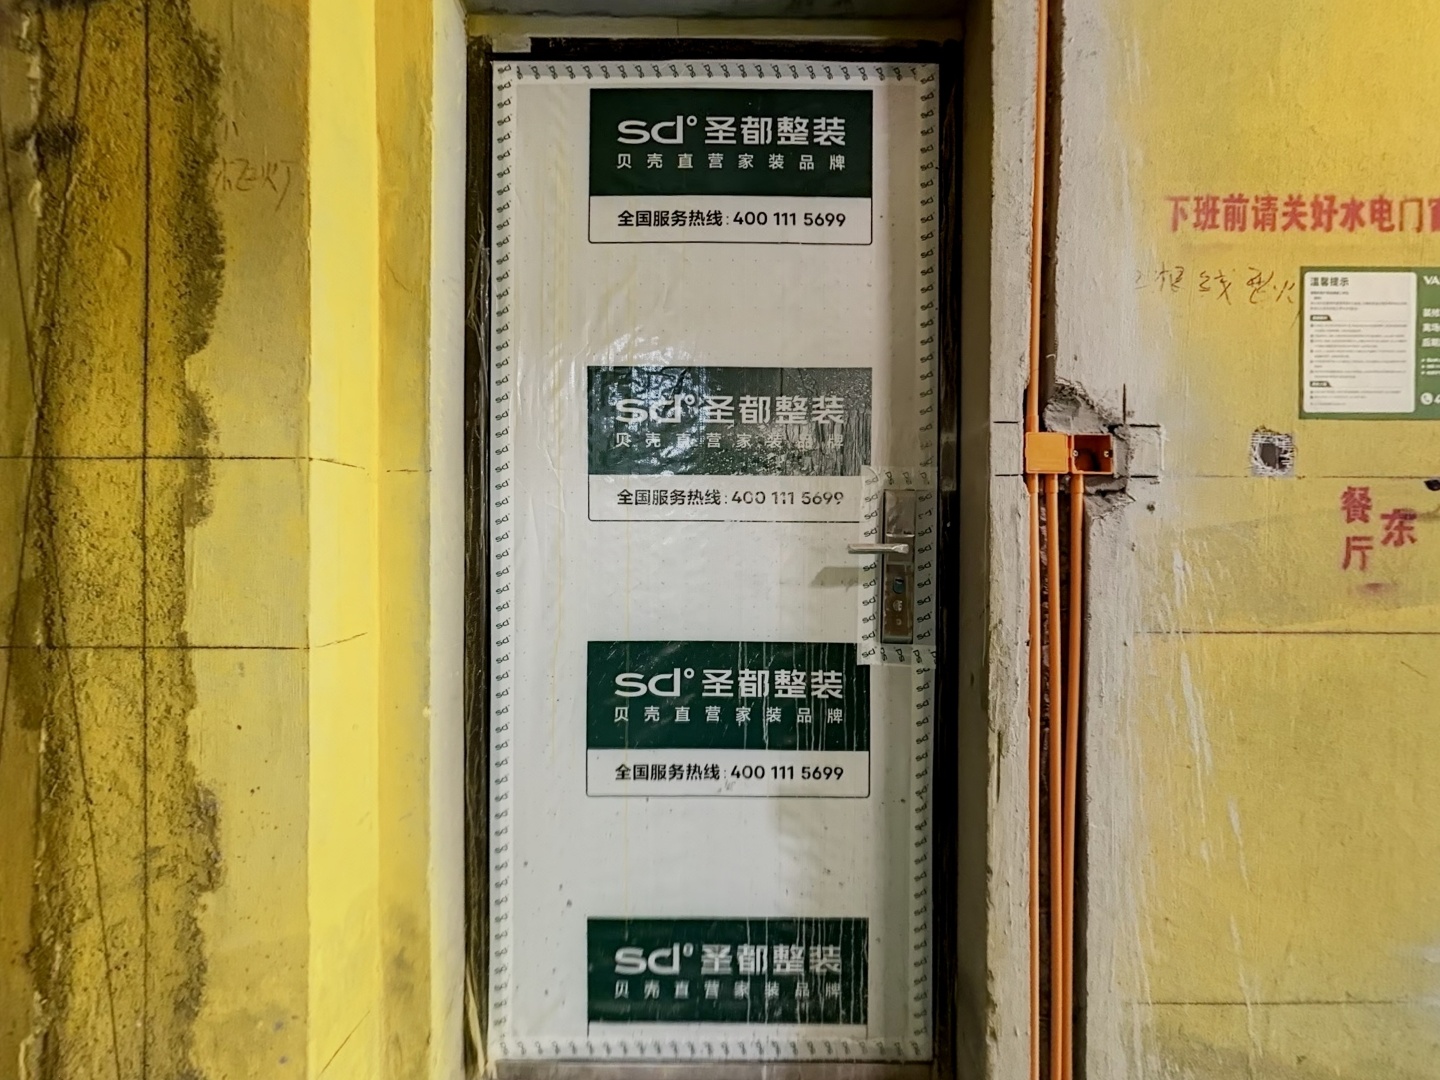 sd°圣都整装
贝壳直营家装品牌
全国服务热线:400 111 5699
sd°圣都整装
贝壳直营家装品牌
全国服务热线:400 111 5699
sd°圣都整装
贝壳直营家装品牌
全国服务热线:400 111 5699
sd°圣都整装
贝壳直营家装品牌
下班前请关好水电门窗
温馨提示
餐厅
东